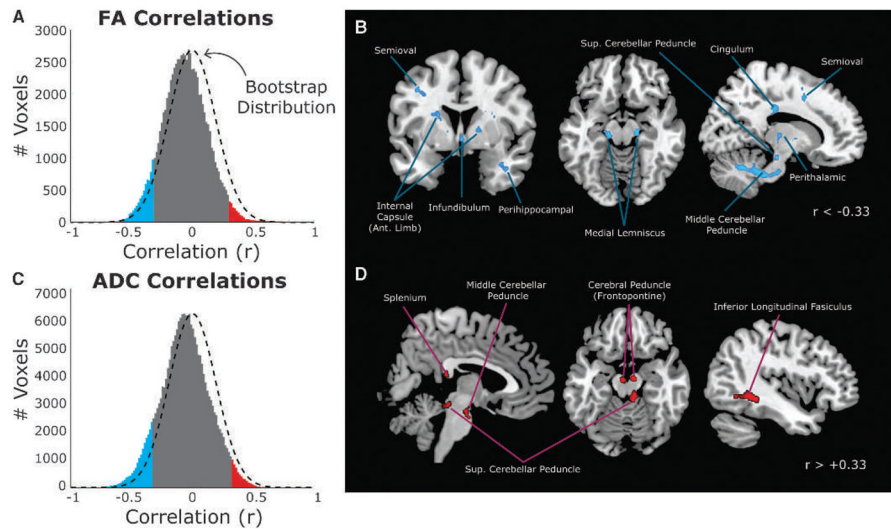 A
FA Correlations
3000
2500
2000
1500
1000
500
0
# Voxels
Bootstrap
Distribution
-1
-0.5
0
0.5
1
Correlation (r)
B
Semioval
Sup. Cerebellar Peduncle
Cingulum
Semioval
Internal
Capsule
(Ant. Limb)
Infundibulum
Perihippocampal
Medial Lemniscus
Perithalamic
Middle Cerebellar
Peduncle
r < -0.33
C
ADC Correlations
7000
6000
5000
4000
3000
2000
1000
0
# Voxels
-1
-0.5
0
0.5
1
Correlation (r)
D
Splenium
Middle Cerebellar
Peduncle
Cerebral Peduncle
(Frontopontine)
Inferior Longitudinal Fasiculus
Sup. Cerebellar Peduncle
r > +0.33